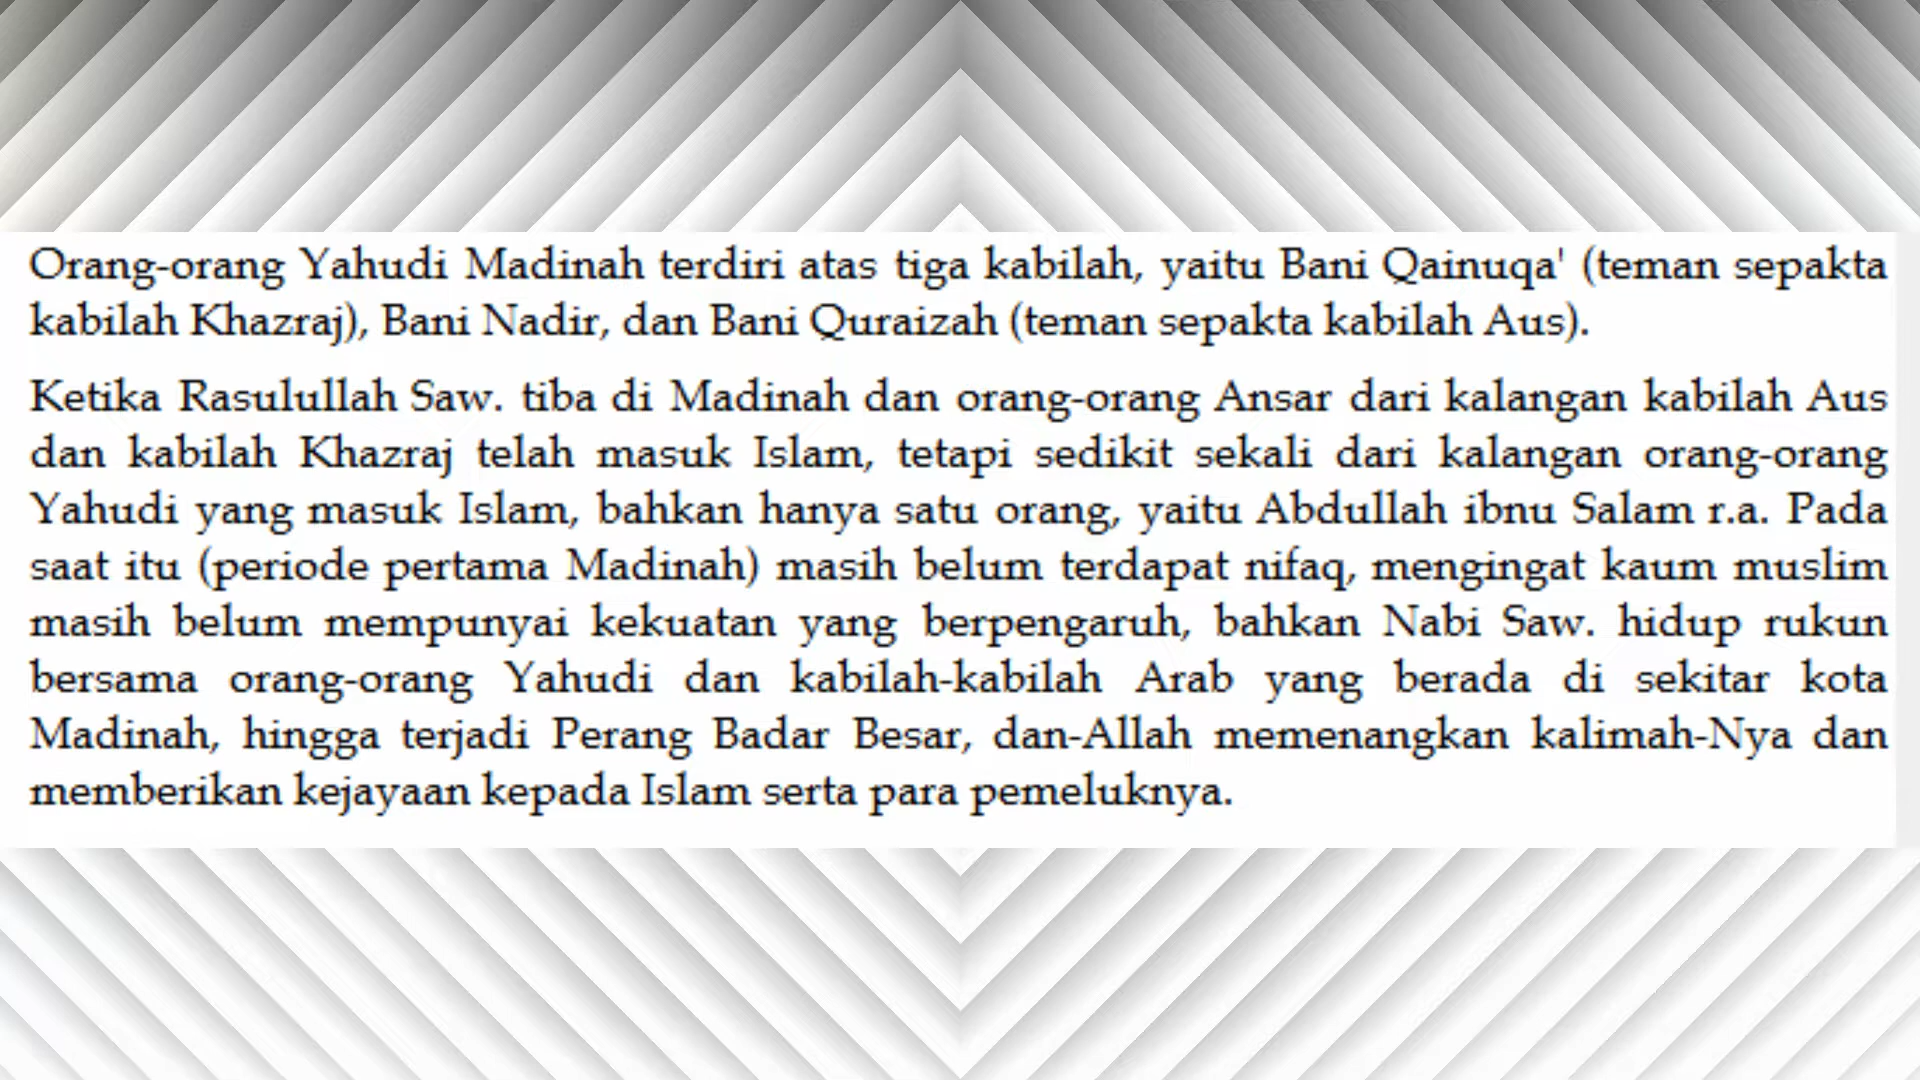 Orang-orang Yahudi Madinah terdiri atas tiga kabilah, yaitu Bani Qainuqa' (teman sepakta
kabilah Khazraj), Bani Nadir, dan Bani Quraizah (teman sepakta kabilah Aus).
Ketika Rasulullah Saw. tiba di Madinah dan orang-orang Ansar dari kalangan kabilah Aus
dan kabilah Khazraj telah masuk Islam, tetapi sedikit sekali dari kalangan orang-orang
Yahudi yang masuk Islam, bahkan hanya satu orang, yaitu Abdullah ibnu Salam r.a. Pada
saat itu (periode pertama Madinah) masih belum terdapat nifaq, mengingat kaum muslim
masih belum mempunyai kekuatan yang berpengaruh, bahkan Nabi Saw. hidup rukun
bersama orang-orang Yahudi dan kabilah-kabilah Arab yang berada di sekitar kota
Madinah, hingga terjadi Perang Badar Besar, dan-Allah memenangkan kalimah-Nya dan
memberikan kejayaan kepada Islam serta para pemeluknya.